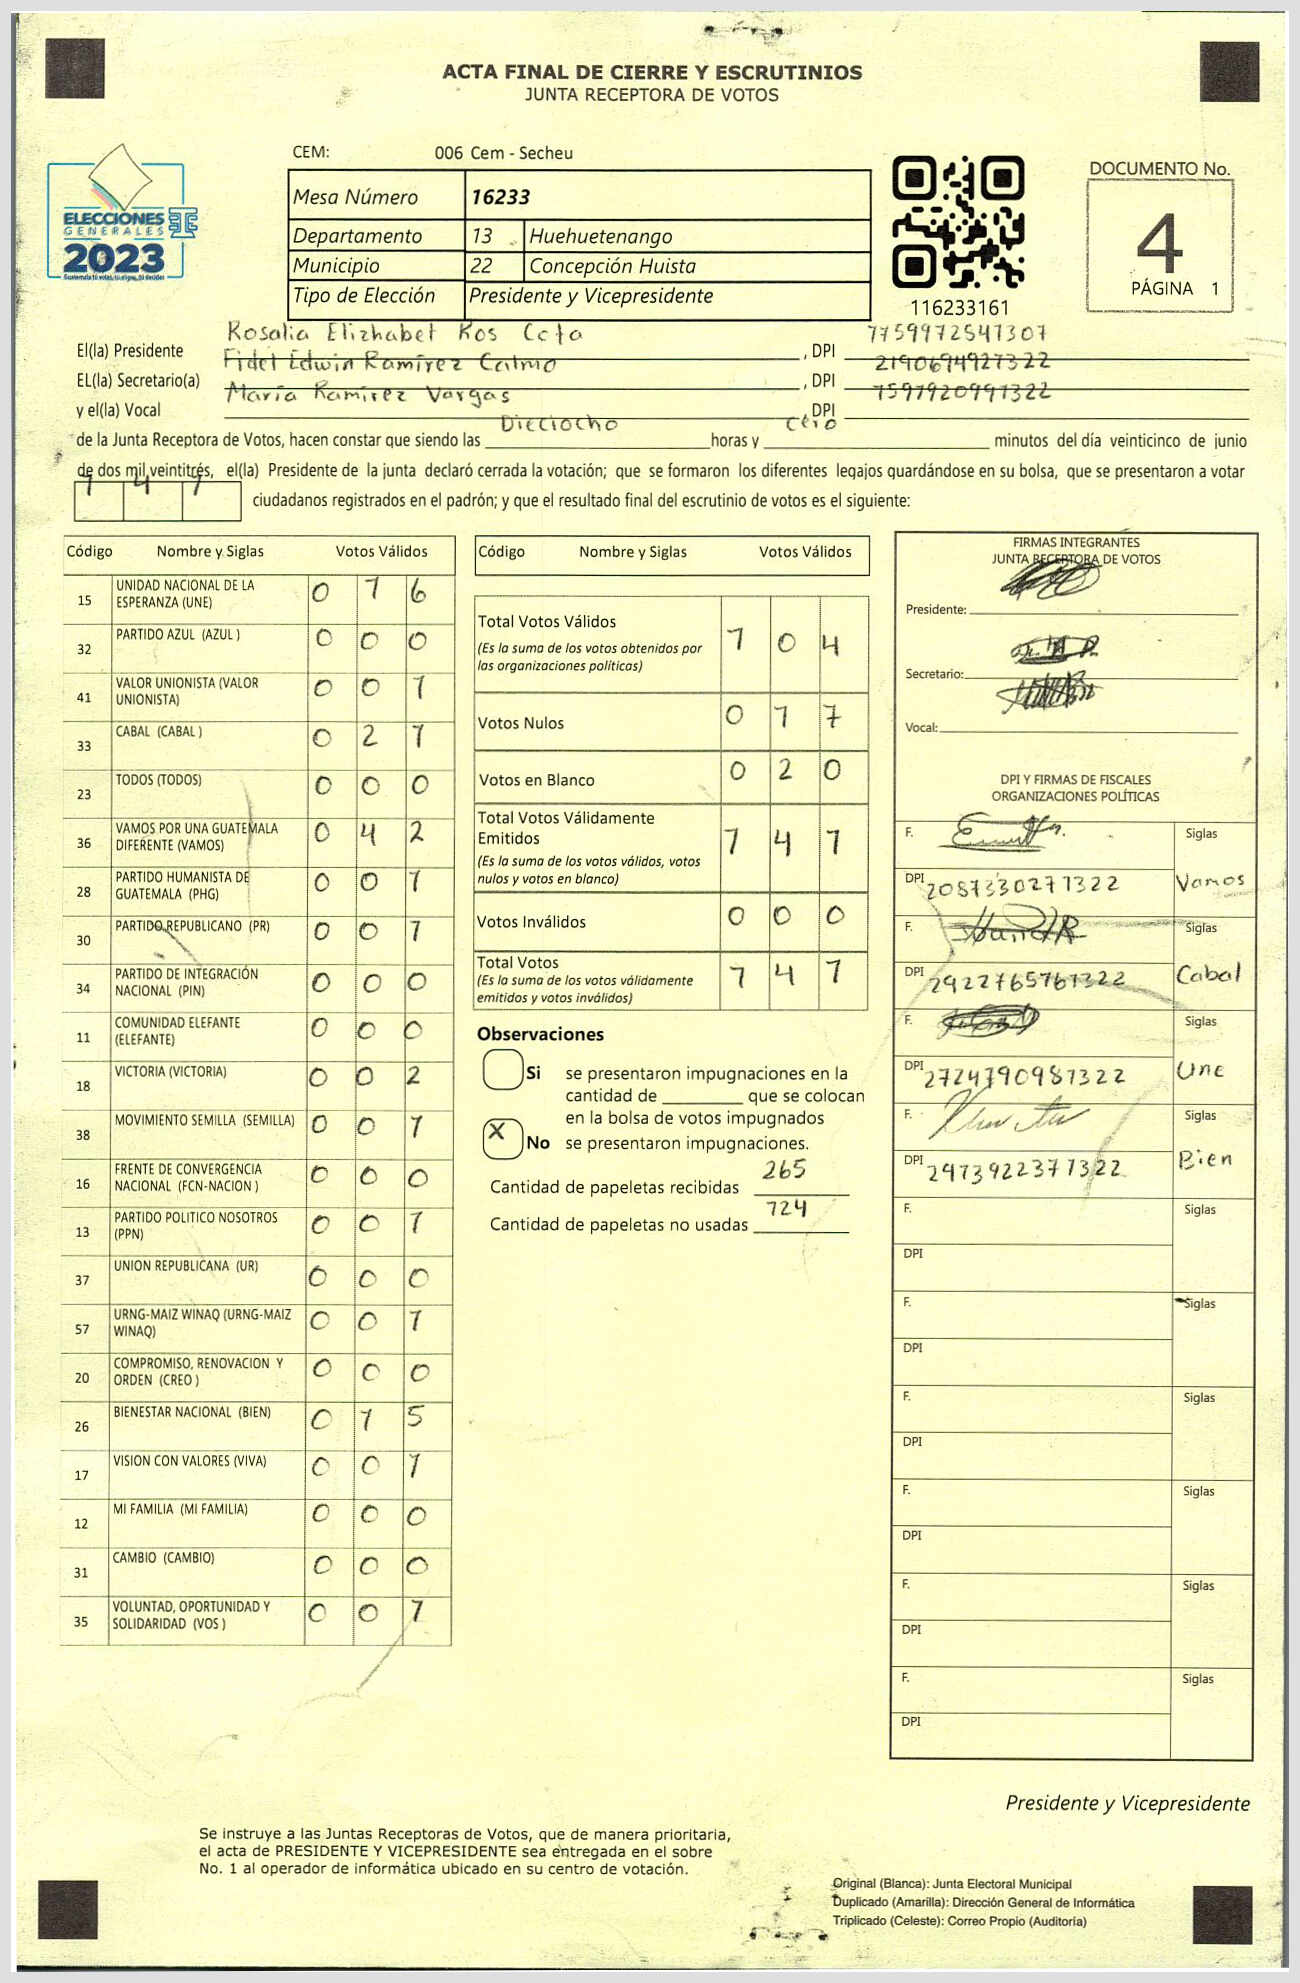 ACTA FINAL DE CIERRE Y ESCRUTINIOS
JUNTA RECEPTORA DE VOTOS
ELECCIONES
GENERALES
2023
CEM: 006 Cem - Secheu
Mesa Número 16233
Departamento 13 Huehuetenango
Municipio 22 Concepción Huista
Tipo de Elección Presidente y Vicepresidente
116233161
DOCUMENTO No.
4
PÁGINA 1
El(la) Presidente Rosalia Elizhabet Ros Cota, DPI 1759972541307
EL(la) Secretario(a) Fidel Edwin Ramírez Calmo, DPI 2190694921322
y el(la) Vocal María Ramírez Vargas DPI 1597920991322
de la Junta Receptora de Votos, hacen constar que siendo las Dieciocho horas y cero minutos del día veinticinco de junio
de dos mil veintitrés, el(la) Presidente de la junta declaró cerrada la votación; que se formaron los diferentes legajos guardándose en su bolsa, que se presentaron a votar
1 4 1 ciudadanos registrados en el padrón; y que el resultado final del escrutinio de votos es el siguiente:
Código Nombre y Siglas Votos Válidos
15 UNIDAD NACIONAL DE LA ESPERANZA (UNE) 0 1 6
32 PARTIDO AZUL (AZUL ) 0 0 0
41 VALOR UNIONISTA (VALOR UNIONISTA) 0 0 1
33 CABAL (CABAL ) 0 2 1
23 TODOS (TODOS) 0 0 0
36 VAMOS POR UNA GUATEMALA DIFERENTE (VAMOS) 0 4 2
28 PARTIDO HUMANISTA DE GUATEMALA (PHG) 0 0 1
30 PARTIDO REPUBLICANO (PR) 0 0 1
34 PARTIDO DE INTEGRACIÓN NACIONAL (PIN) 0 0 0
11 COMUNIDAD ELEFANTE (ELEFANTE) 0 0 0
18 VICTORIA (VICTORIA) 0 0 2
38 MOVIMIENTO SEMILLA (SEMILLA) 0 0 1
16 FRENTE DE CONVERGENCIA NACIONAL (FCN-NACION ) 0 0 0
13 PARTIDO POLITICO NOSOTROS (PPN) 0 0 1
37 UNION REPUBLICANA (UR) 0 0 0
57 URNG-MAIZ WINAQ (URNG-MAIZ WINAQ) 0 0 1
20 COMPROMISO, RENOVACION Y ORDEN (CREO ) 0 0 0
26 BIENESTAR NACIONAL (BIEN) 0 1 5
17 VISION CON VALORES (VIVA) 0 0 1
12 MI FAMILIA (MI FAMILIA) 0 0 0
31 CAMBIO (CAMBIO) 0 0 0
35 VOLUNTAD, OPORTUNIDAD Y SOLIDARIDAD (VOS ) 0 0 1
Código Nombre y Siglas Votos Válidos
Total Votos Válidos 1 0 4
(Es la suma de los votos obtenidos por
las organizaciones políticas)
Votos Nulos 0 1 7
Votos en Blanco 0 2 0
Total Votos Válidamente
Emitidos 1 4 1
(Es la suma de los votos válidos, votos
nulos y votos en blanco)
Votos Inválidos 0 0 0
Total Votos 1 4 1
(Es la suma de los votos válidamente
emitidos y votos inválidos)
Observaciones
Si se presentaron impugnaciones en la
cantidad de ________ que se colocan
en la bolsa de votos impugnados
X No se presentaron impugnaciones.
Cantidad de papeletas recibidas 265
Cantidad de papeletas no usadas 124
FIRMAS INTEGRANTES
JUNTA RECEPTORA DE VOTOS
Presidente:
Secretario:
Vocal:
DPI Y FIRMAS DE FISCALES
ORGANIZACIONES POLÍTICAS
F. Siglas
DPI 2087330271322 Vamos
F. Siglas
DPI 2922765761322 Cabal
F. Siglas
DPI 2724790981322 Une
F. Siglas
DPI 2973922371322 Bien
F. Siglas
DPI
F. Siglas
DPI
F. Siglas
DPI
F. Siglas
DPI
F. Siglas
DPI
F. Siglas
DPI
Presidente y Vicepresidente
Se instruye a las Juntas Receptoras de Votos, que de manera prioritaria,
el acta de PRESIDENTE Y VICEPRESIDENTE sea entregada en el sobre
No. 1 al operador de informática ubicado en su centro de votación.
Original (Blanca): Junta Electoral Municipal
Duplicado (Amarilla): Dirección General de Informática
Triplicado (Celeste): Correo Propio (Auditoría)